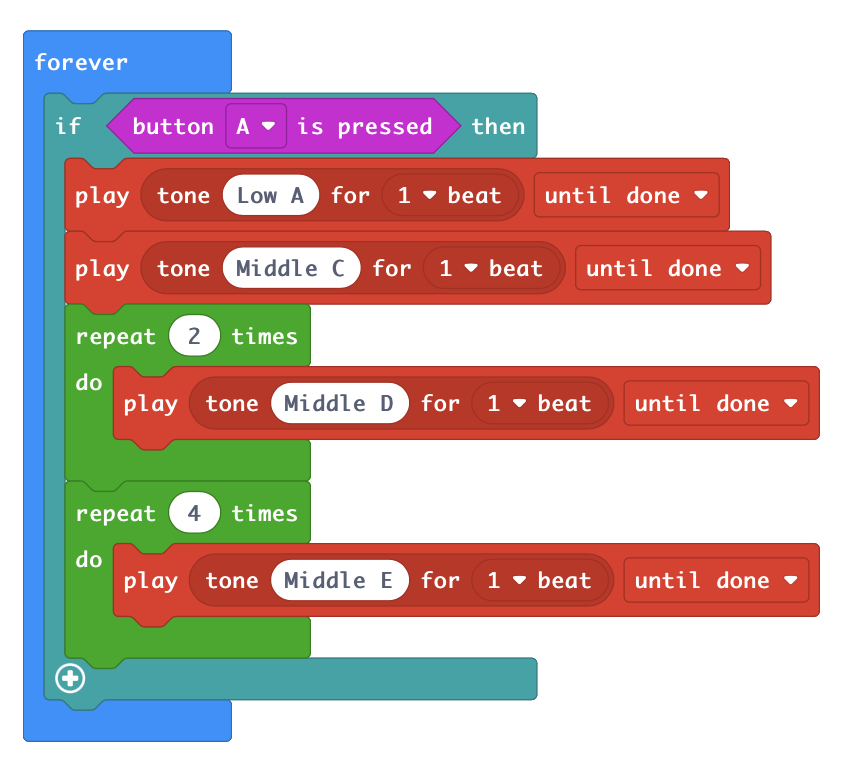 forever
if button A is pressed then
play tone Low A for 1 beat until done
play tone Middle C for 1 beat until done
repeat 2 times
do
play tone Middle D for 1 beat until done
repeat 4 times
do
play tone Middle E for 1 beat until done